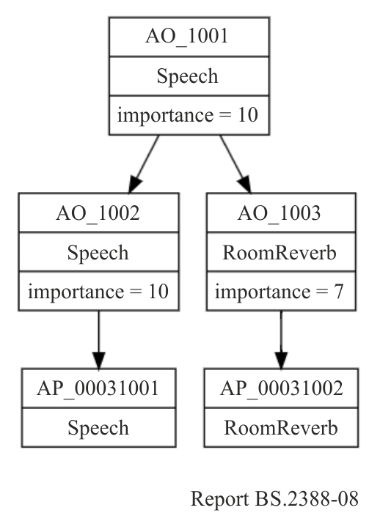 AO_1001
Speech
importance = 10
AO_1002
Speech
importance = 10
AO_1003
RoomReverb
importance = 7
AP_00031001
Speech
AP_00031002
RoomReverb
Report BS.2388-08